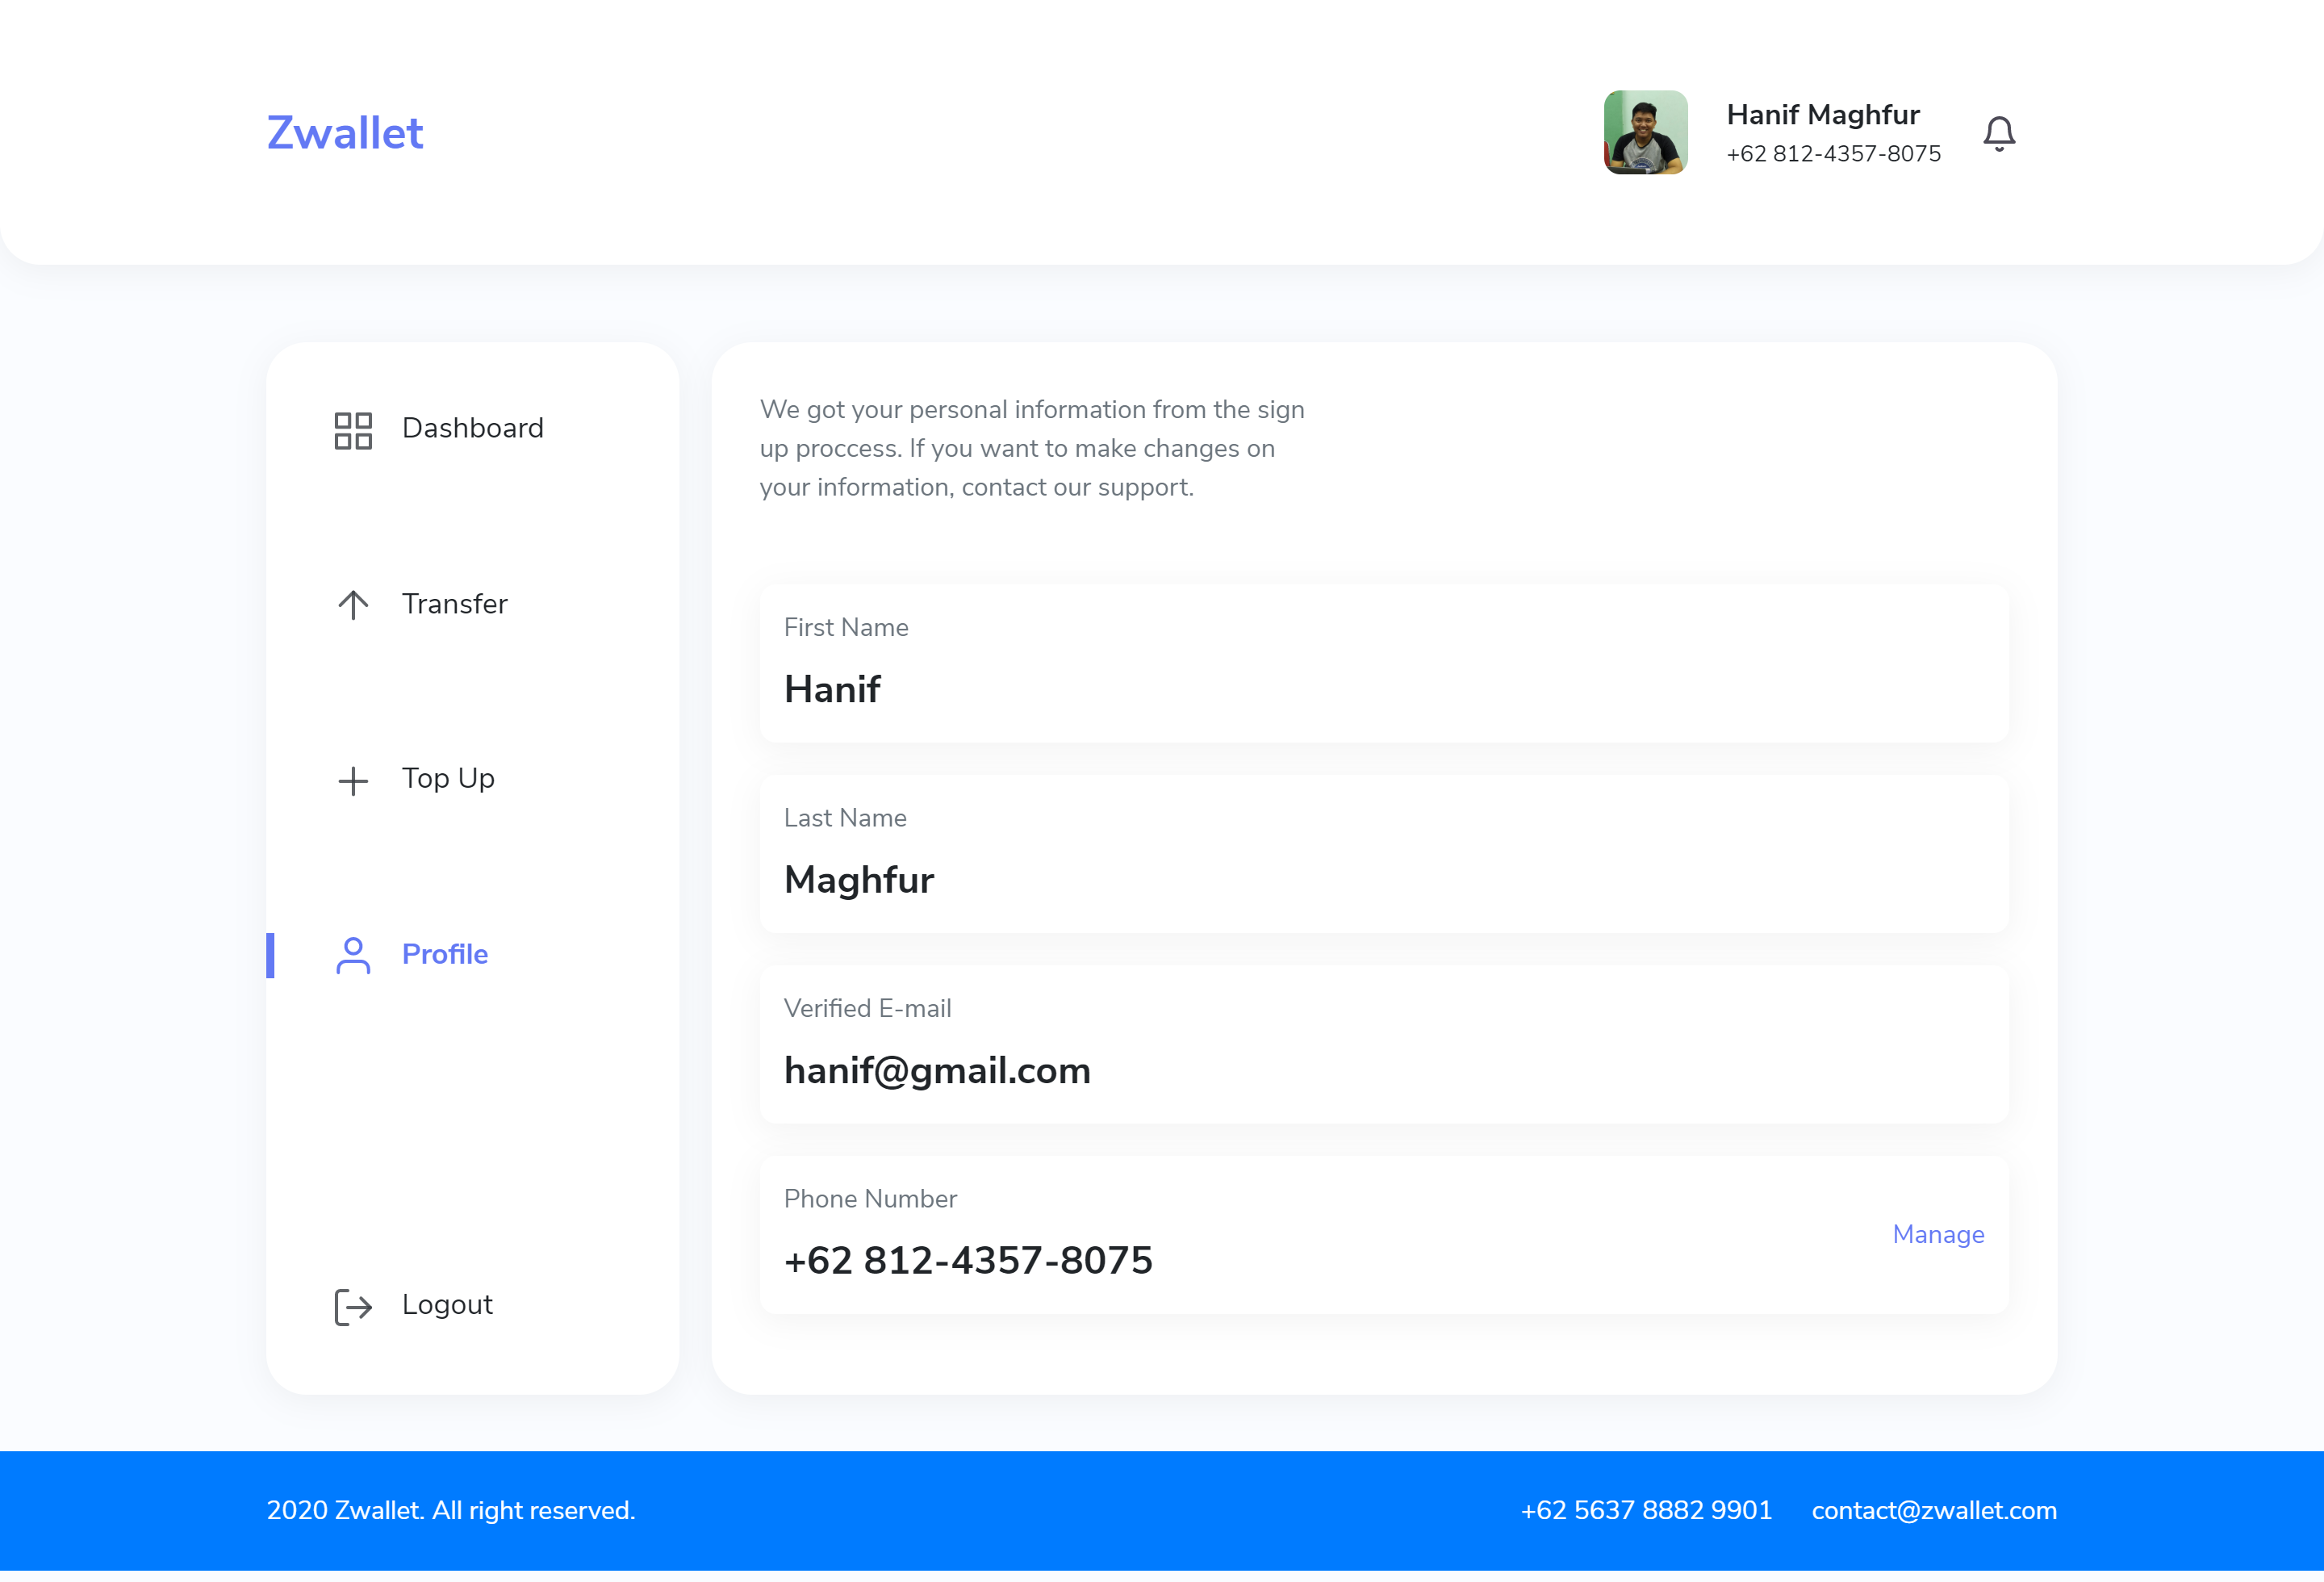 Zwallet
Hanif Maghfur
+62 812-4357-8075
Dashboard
Transfer
Top Up
Profile
Logout
We got your personal information from the sign
up proccess. If you want to make changes on
your information, contact our support.
First Name
Hanif
Last Name
Maghfur
Verified E-mail
hanif@gmail.com
Phone Number
+62 812-4357-8075
Manage
2020 Zwallet. All right reserved.
+62 5637 8882 9901
contact@zwallet.com